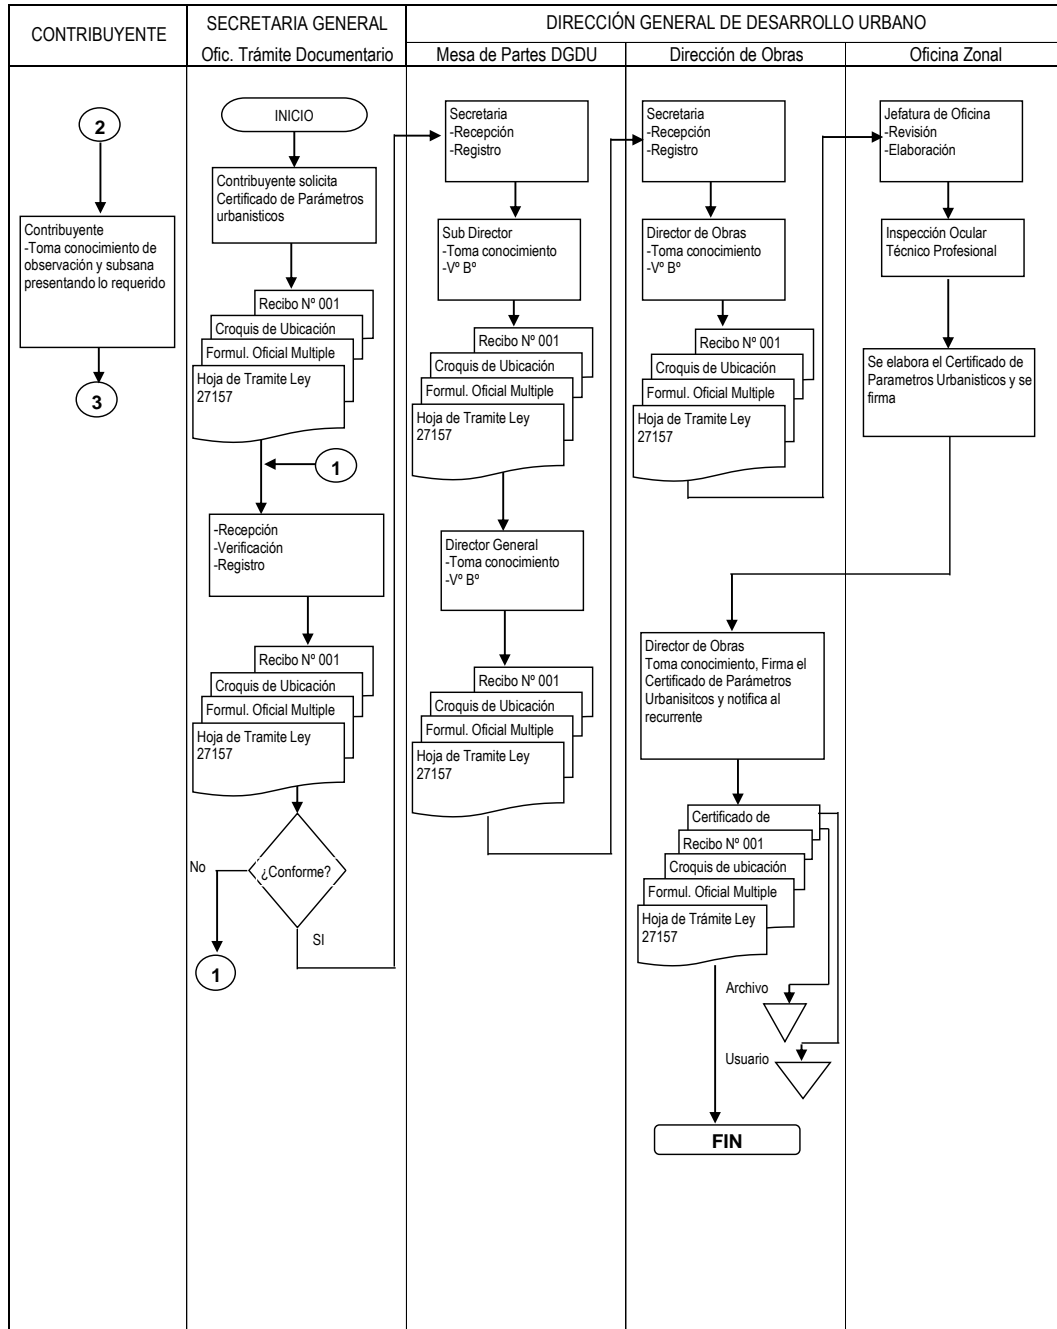 CONTRIBUYENTE
SECRETARIA GENERAL
DIRECCIÓN GENERAL DE DESARROLLO URBANO
Ofic. Trámite Documentario
Mesa de Partes DGDU
Dirección de Obras
Oficina Zonal
2
Contribuyente
-Toma conocimiento de
observación y subsana
presentando lo requerido
3
INICIO
Contribuyente solicita
Certificado de Parámetros
urbanisticos
Recibo Nº 001
Croquis de Ubicación
Formul. Oficial Multiple
Hoja de Tramite Ley
27157
1
-Recepción
-Verificación
-Registro
Recibo Nº 001
Croquis de Ubicación
Formul. Oficial Multiple
Hoja de Tramite Ley
27157
¿Conforme?
No
SI
1
Secretaria
-Recepción
-Registro
Sub Director
-Toma conocimiento
-Vº Bº
Recibo Nº 001
Croquis de Ubicación
Formul. Oficial Multiple
Hoja de Tramite Ley
27157
Director General
-Toma conocimiento
-Vº Bº
Recibo Nº 001
Croquis de Ubicación
Formul. Oficial Multiple
Hoja de Tramite Ley
27157
Secretaria
-Recepción
-Registro
Director de Obras
-Toma conocimiento
-Vº Bº
Recibo Nº 001
Croquis de Ubicación
Formul. Oficial Multiple
Hoja de Tramite Ley
27157
Jefatura de Oficina
-Revisión
-Elaboración
Inspección Ocular
Técnico Profesional
Se elabora el Certificado de
Parametros Urbanisticos y se
firma
Director de Obras
Toma conocimiento, Firma el
Certificado de Parámetros
Urbanisitcos y notifica al
recurrente
Certificado de
Recibo Nº 001
Croquis de ubicación
Formul. Oficial Multiple
Hoja de Trámite Ley
27157
Archivo
Usuario
FIN